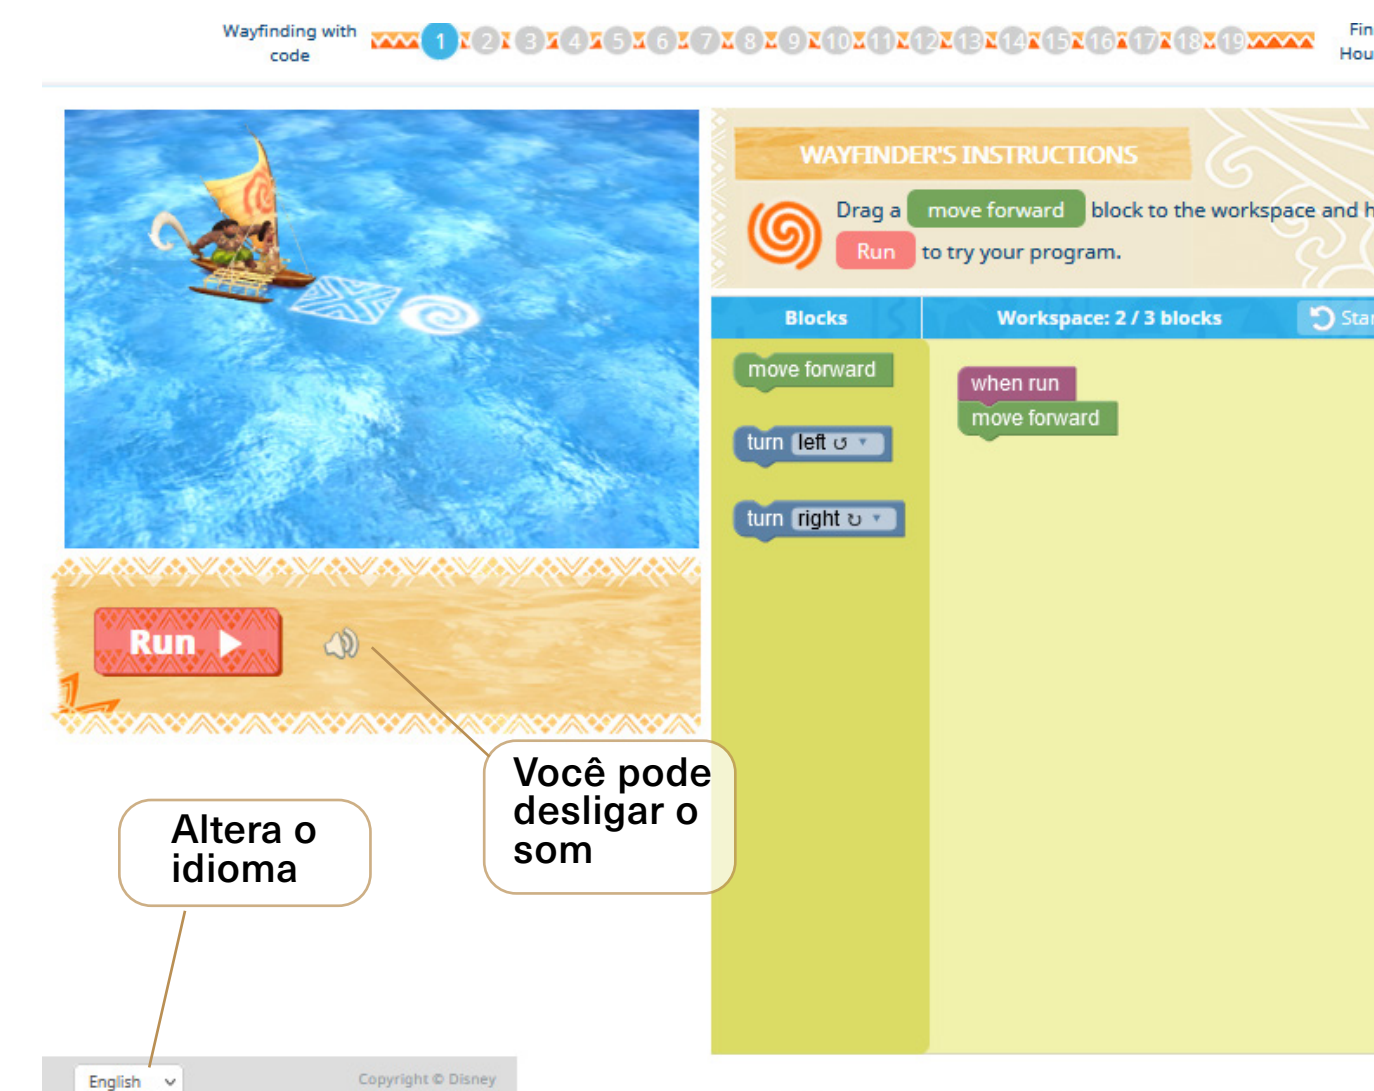 Wayfinding with
code
1 2 3 4 5 6 7 8 9 10 11 12 13 14 15 16 17 18 19
WAYFINDER'S INSTRUCTIONS
Drag a move forward block to the workspace and
Run to try your program.
Blocks
Workspace: 2 / 3 blocks
move forward
turn left ↺
turn right ↻
when run
move forward
Run
Você pode
desligar o
som
Altera o
idioma
English
Copyright © Disney